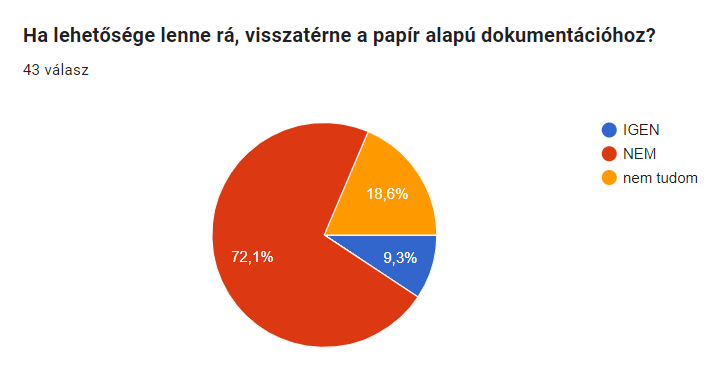 Ha lehetősége lenne rá, visszatérne a papír alapú dokumentációhoz?
43 válasz
IGEN
NEM
nem tudom
18,6%
72,1%
9,3%